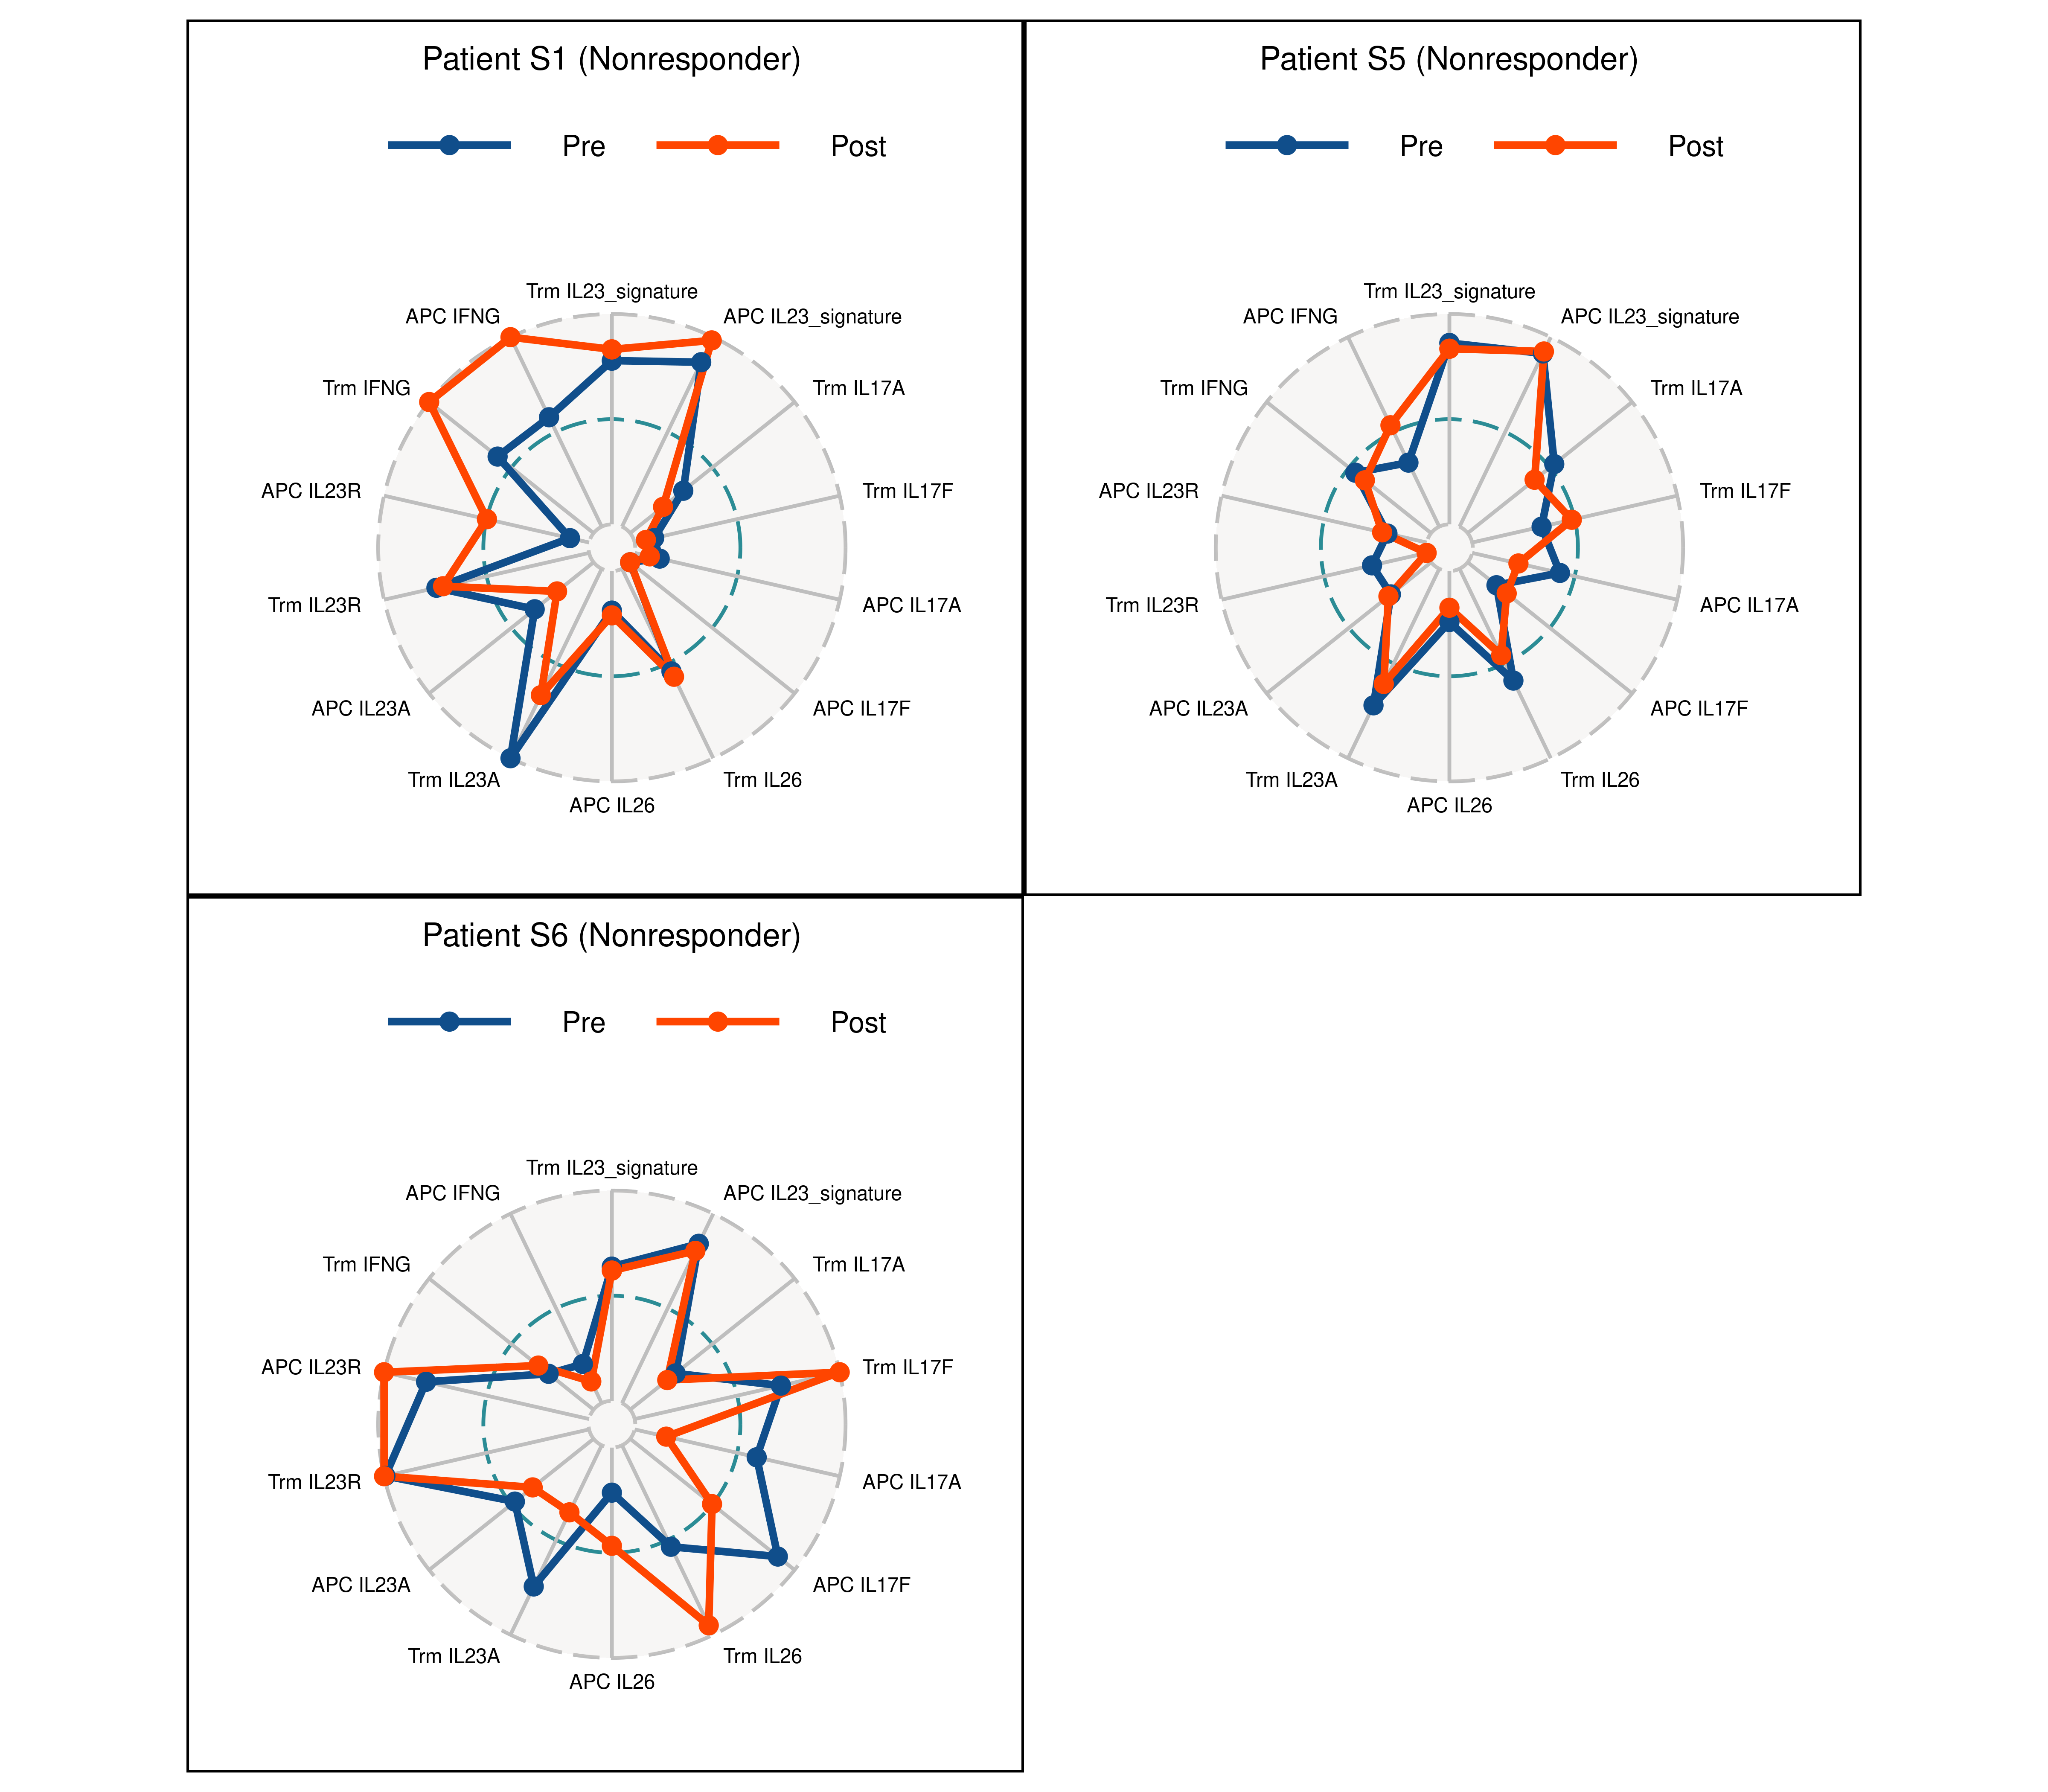 Patient S1 (Nonresponder)
Pre
Post
Trm IL23_signature
APC IL23_signature
Trm IL17A
Trm IL17F
APC IL17A
APC IL17F
Trm IL26
APC IL26
Trm IL23A
APC IL23A
Trm IL23R
APC IL23R
Trm IFNG
APC IFNG
Patient S5 (Nonresponder)
Pre
Post
Trm IL23_signature
APC IL23_signature
Trm IL17A
Trm IL17F
APC IL17A
APC IL17F
Trm IL26
APC IL26
Trm IL23A
APC IL23A
Trm IL23R
APC IL23R
Trm IFNG
APC IFNG
Patient S6 (Nonresponder)
Pre
Post
Trm IL23_signature
APC IL23_signature
Trm IL17A
Trm IL17F
APC IL17A
APC IL17F
Trm IL26
APC IL26
Trm IL23A
APC IL23A
Trm IL23R
APC IL23R
Trm IFNG
APC IFNG